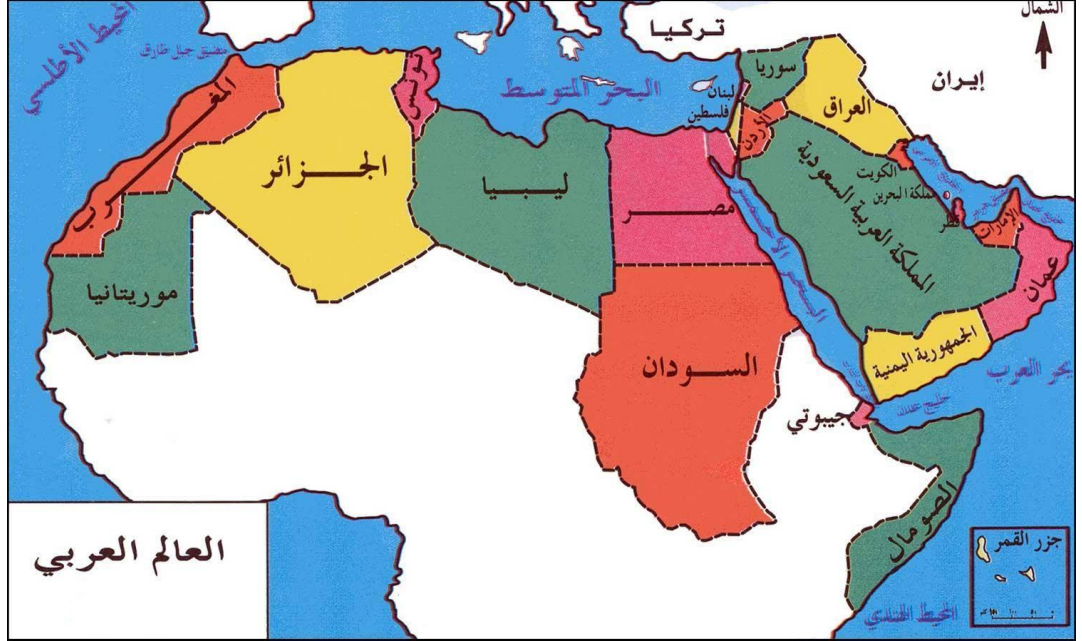 الشمال
المحيط الأطلسي
مضيق جبل طارق
تركيا
إيران
سوريا
لبنان
فلسطين
العراق
الأردن
البحر المتوسط
تونس
المغرب
الجزائر
ليبيا
مصر
الكويت
مملكة البحرين
قطر
الإمارات
المملكة العربية السعودية
عمان
البحر الأحمر
موريتانيا
السودان
الجمهورية اليمنية
بحر العرب
خليج عدن
جيبوتي
الصومال
العالم العربي
جزر القمر
المحيط الهندي